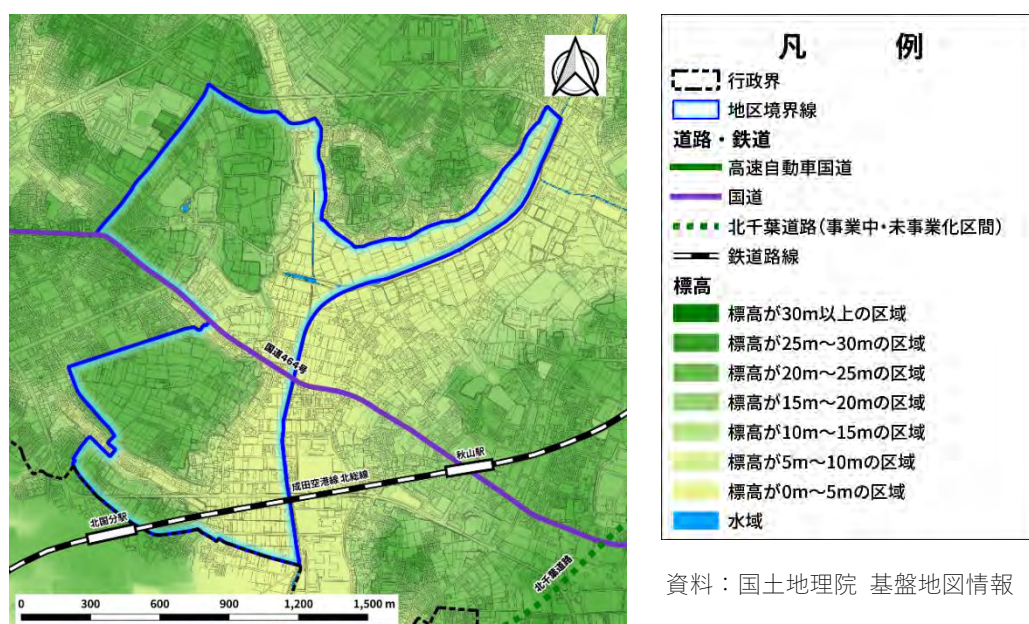 国道464号
成田空港線 北総線
秋山駅
北国分駅
北千葉道路
0 300 600 900 1,200 1,500 m
凡 例
行政界
地区境界線
道路・鉄道
高速自動車国道
国道
北千葉道路(事業中・未事業化区間)
鉄道路線
標高
標高が30m以上の区域
標高が25m～30mの区域
標高が20m～25mの区域
標高が15m～20mの区域
標高が10m～15mの区域
標高が5m～10mの区域
標高が0m～5mの区域
水域
資料：国土地理院 基盤地図情報